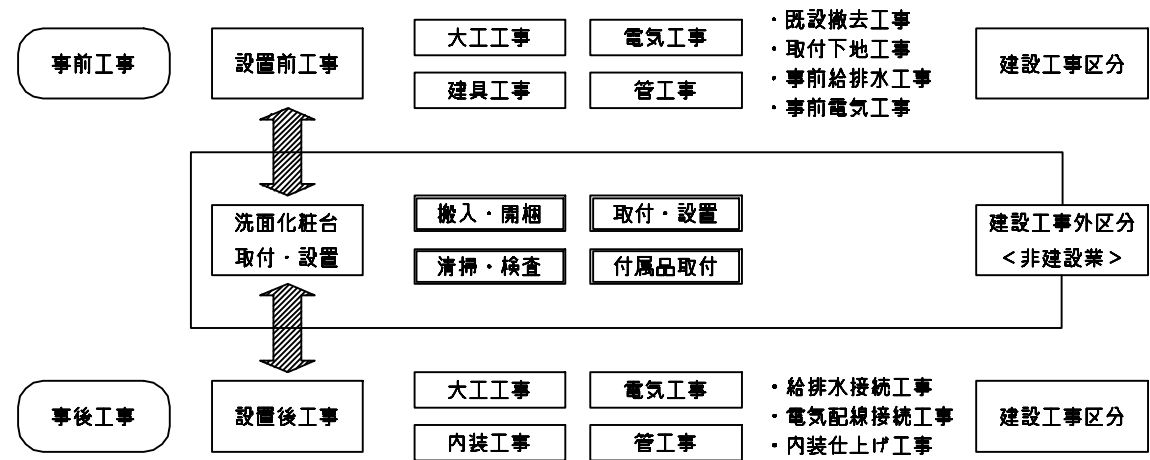 事前工事
設置前工事
大工工事
電気工事
建具工事
管工事
・既設撤去工事
・取付下地工事
・事前給排水工事
・事前電気工事
建設工事区分
洗面化粧台
取付・設置
搬入・開梱
取付・設置
清掃・検査
付属品取付
建設工事外区分
<非建設業>
事後工事
設置後工事
大工工事
電気工事
内装工事
管工事
・給排水接続工事
・電気配線接続工事
・内装仕上げ工事
建設工事区分